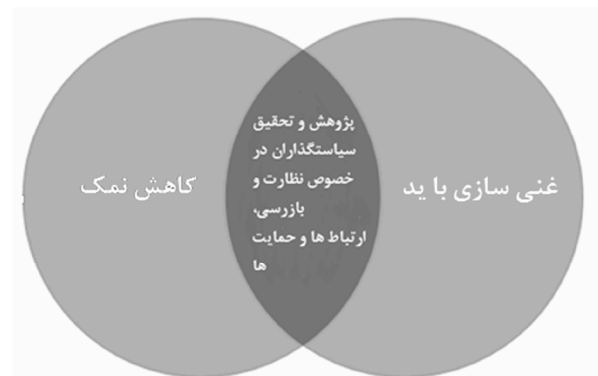 غنی سازی با ید
پژوهش و تحقیق
سیاستگذاران در
خصوص نظارت و
بازرسی،
ارتباط ها و حمایت
ها
کاهش نمک